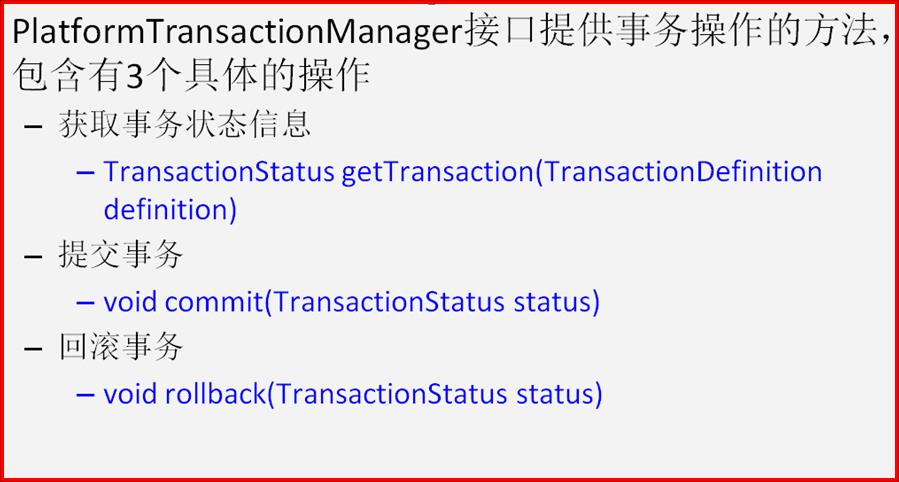 PlatformTransactionManager接口提供事务操作的方法，
包含有3个具体的操作
– 获取事务状态信息
– TransactionStatus getTransaction(TransactionDefinition
definition)
– 提交事务
– void commit(TransactionStatus status)
– 回滚事务
– void rollback(TransactionStatus status)